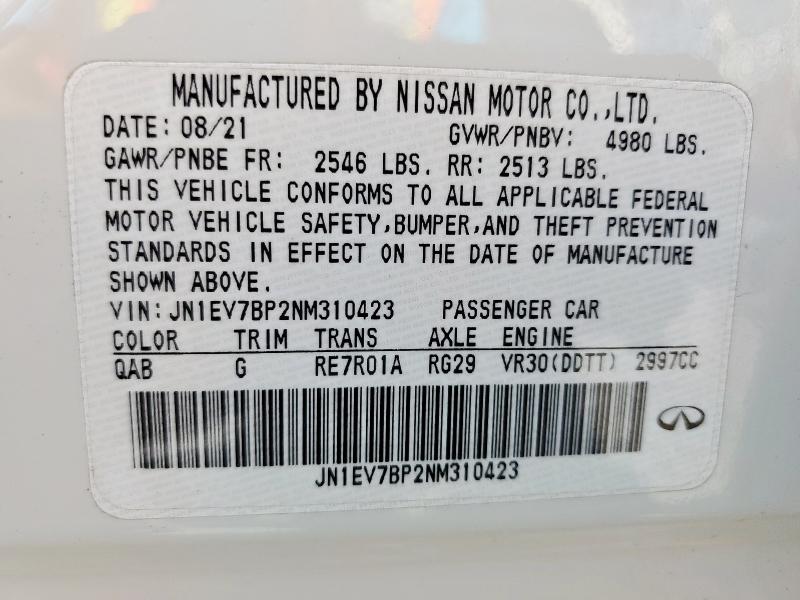 MANUFACTURED BY NISSAN MOTOR CO.,LTD.
DATE: 08/21 GVWR/PNBV: 4980 LBS.
GAWR/PNBE FR: 2546 LBS. RR: 2513 LBS.
THIS VEHICLE CONFORMS TO ALL APPLICABLE FEDERAL
MOTOR VEHICLE SAFETY,BUMPER,AND THEFT PREVENTION
STANDARDS IN EFFECT ON THE DATE OF MANUFACTURE
SHOWN ABOVE.
VIN: JN1EV7BP2NM310423 PASSENGER CAR
COLOR TRIM TRANS AXLE ENGINE
QAB G RE7R01A RG29 VR30(DDTT) 2997CC
JN1EV7BP2NM310423